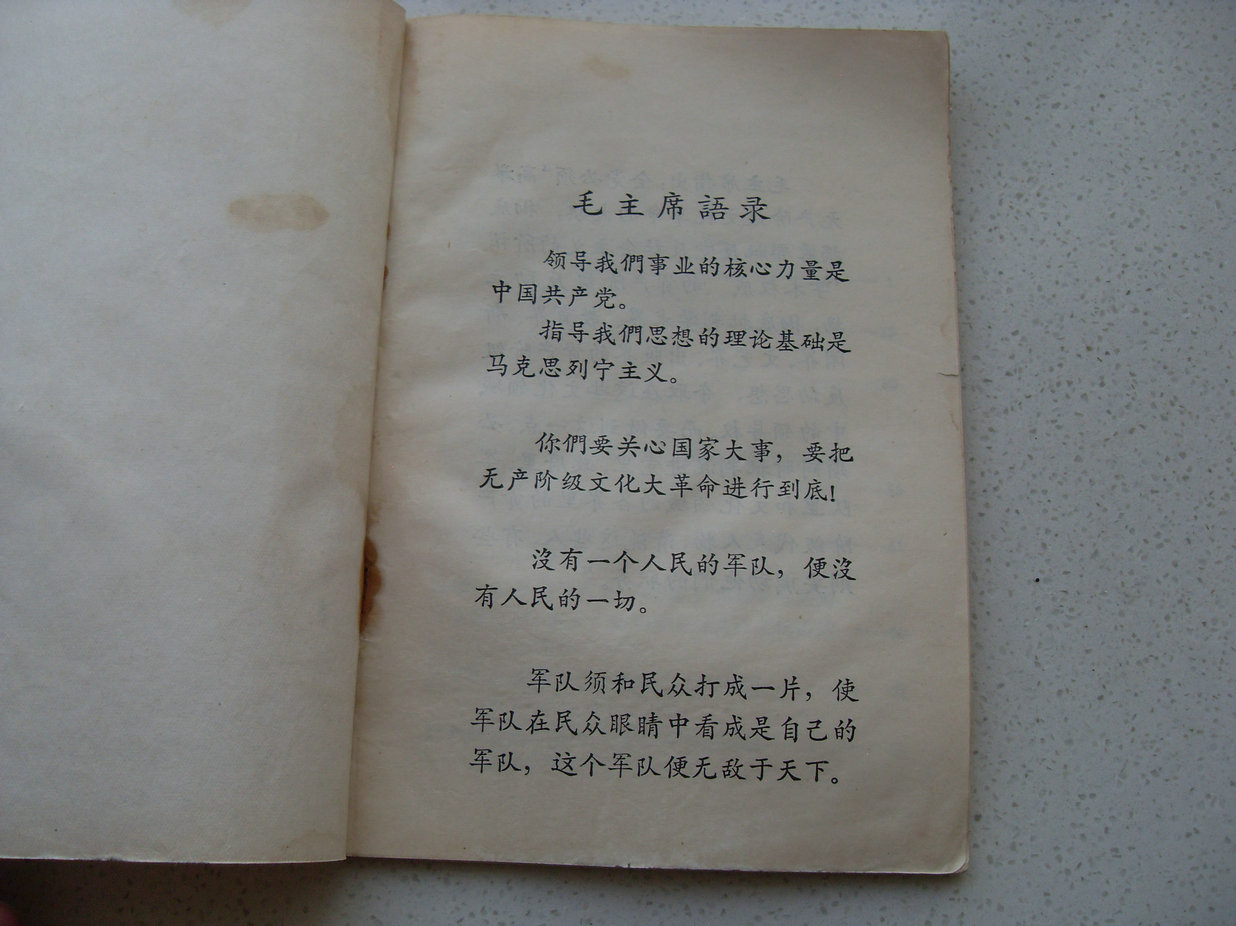 毛主席語录
领导我們事业的核心力量是
中国共产党。
指导我們思想的理论基础是
马克思列宁主义。
你們要关心国家大事，要把
无产阶级文化大革命进行到底！
沒有一个人民的军队，便沒
有人民的一切。
军队须和民众打成一片，使
军队在民众眼睛中看成是自己的
军队，这个军队便无敌于天下。